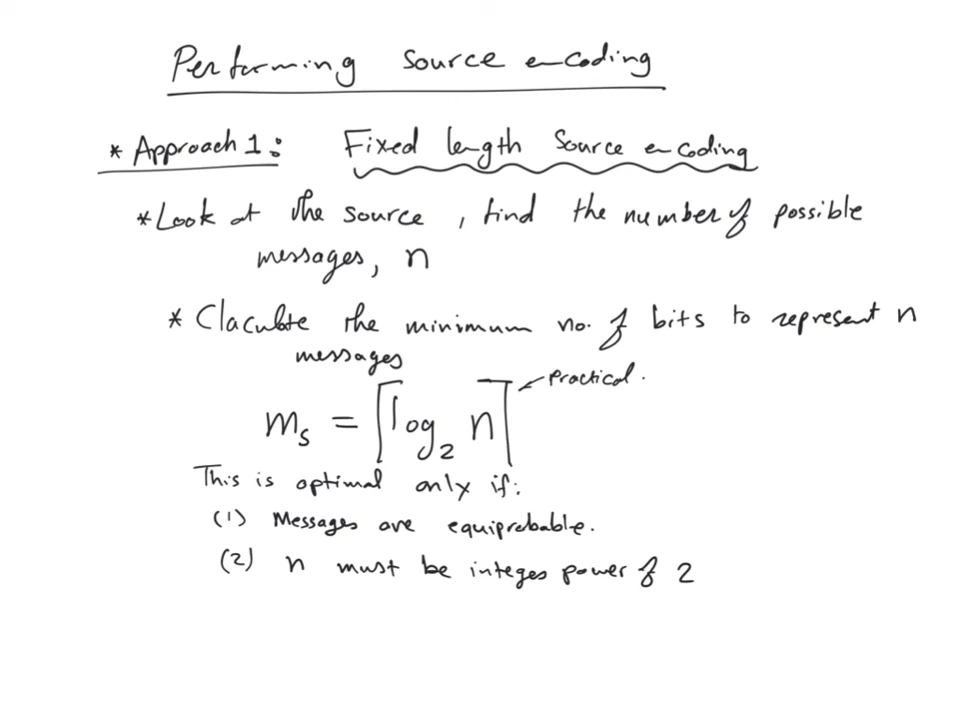 Performing source encoding
* Approach 1: Fixed length source encoding
* Look at the source, find the number of possible
messages, n
* Claculate the minimum no. of bits to represent n
messages
← Practical.
m_s = ⌈log_2 n⌉
This is optimal only if:
(1) Messages are equiprobable.
(2) n must be integes power of 2